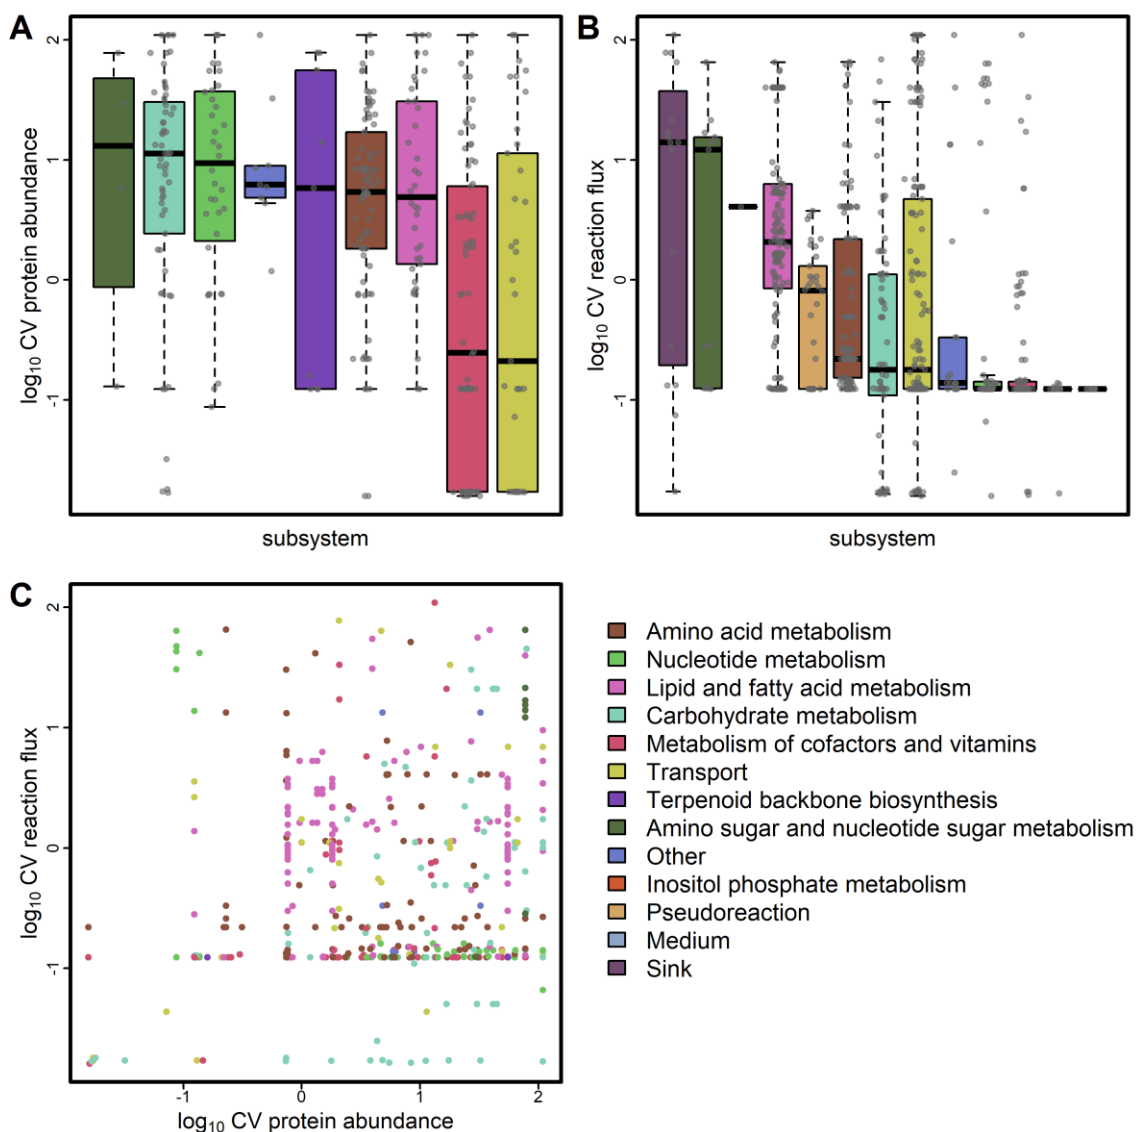 A
log10 CV protein abundance
2
1
0
-1
subsystem
B
log10 CV reaction flux
2
1
0
-1
subsystem
C
log10 CV reaction flux
2
1
0
-1
-1 0 1 2
log10 CV protein abundance
Amino acid metabolism
Nucleotide metabolism
Lipid and fatty acid metabolism
Carbohydrate metabolism
Metabolism of cofactors and vitamins
Transport
Terpenoid backbone biosynthesis
Amino sugar and nucleotide sugar metabolism
Other
Inositol phosphate metabolism
Pseudoreaction
Medium
Sink